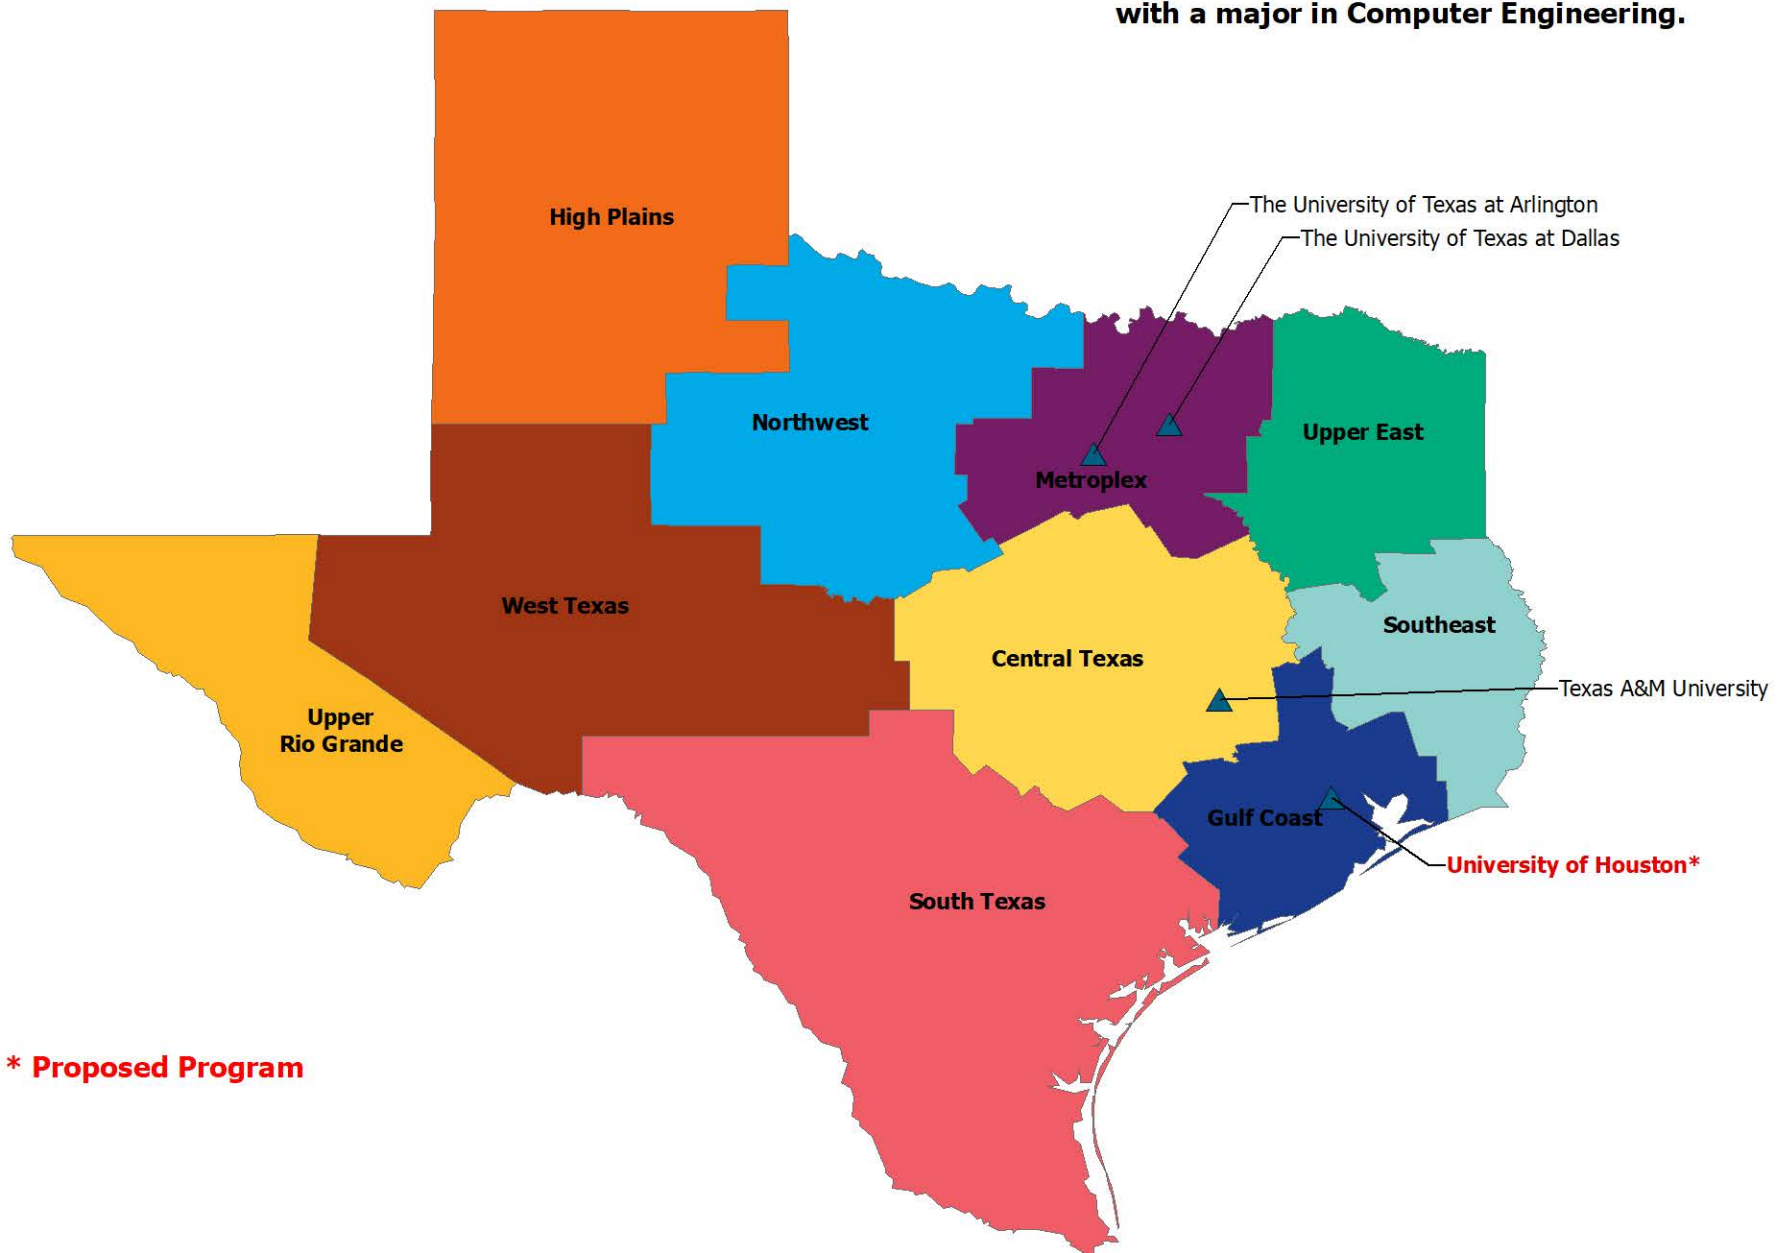 with a major in Computer Engineering.
High Plains
The University of Texas at Arlington
The University of Texas at Dallas
Northwest
Upper East
Metroplex
West Texas
Southeast
Central Texas
Texas A&M University
Upper
Rio Grande
Gulf Coast
University of Houston*
South Texas
* Proposed Program